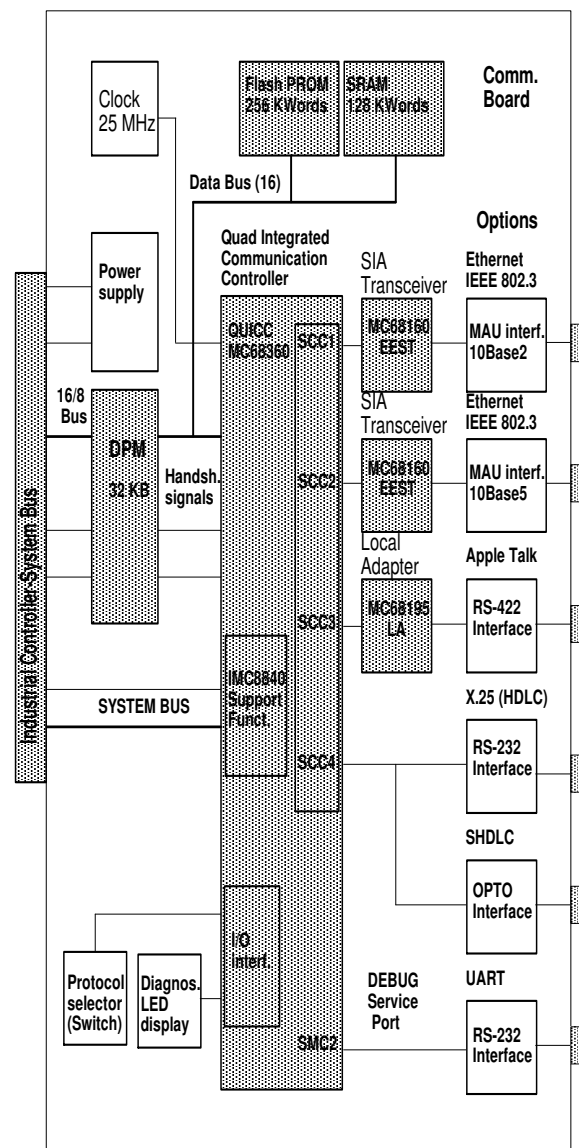 Clock
25 MHz
Flash PROM
256 KWords
SRAM
128 KWords
Comm.
Board
Data Bus (16)
Options
Quad Integrated
Communication
Controller
SIA
Transceiver
Ethernet
IEEE 802.3
Power
supply
QUICC
MC68360
SCC1
MC68160
EEST
MAU interf.
10Base2
16/8
Bus
SIA
Transceiver
Ethernet
IEEE 802.3
DPM
32 KB
Handsh.
signals
SCC2
MC68160
EEST
MAU interf.
10Base5
Industrial Controller-System Bus
Local
Adapter
Apple Talk
SCC3
MC68195
LA
RS-422
Interface
IMC8840
Support
Funct.
SYSTEM BUS
X.25 (HDLC)
SCC4
RS-232
Interface
SHDLC
OPTO
Interface
I/O
interf.
Protocol
selector
(Switch)
Diagnos.
LED
display
DEBUG
Service
Port
UART
SMC2
RS-232
Interface